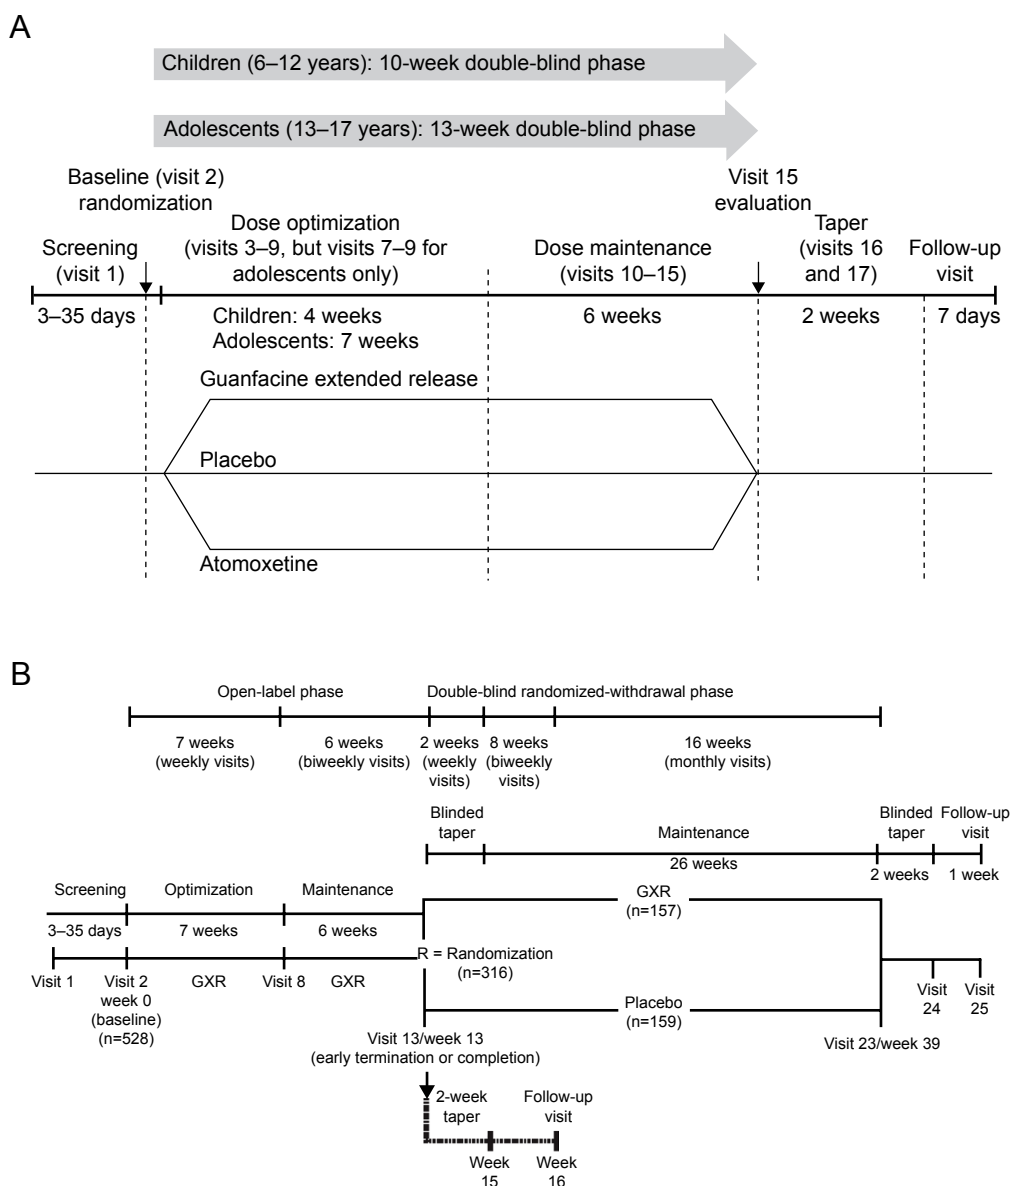 A
Children (6–12 years): 10-week double-blind phase
Adolescents (13–17 years): 13-week double-blind phase
Baseline (visit 2)
randomization
Visit 15
evaluation
Screening
(visit 1)
Dose optimization
(visits 3–9, but visits 7–9 for
adolescents only)
Dose maintenance
(visits 10–15)
Taper
(visits 16
and 17)
Follow-up
visit
3–35 days
Children: 4 weeks
Adolescents: 7 weeks
6 weeks
2 weeks
7 days
Guanfacine extended release
Placebo
Atomoxetine
B
Open-label phase
Double-blind randomized-withdrawal phase
7 weeks
(weekly visits)
6 weeks
(biweekly visits)
2 weeks
(weekly
visits)
8 weeks
(biweekly
visits)
16 weeks
(monthly visits)
Blinded
taper
Maintenance
26 weeks
Blinded
taper
2 weeks
Follow-up
visit
1 week
Screening
Optimization
Maintenance
3–35 days
7 weeks
6 weeks
GXR
(n=157)
R = Randomization
(n=316)
Visit 1
Visit 2
week 0
(baseline)
(n=528)
GXR
Visit 8
GXR
Placebo
(n=159)
Visit
24
Visit
25
Visit 13/week 13
(early termination or completion)
Visit 23/week 39
2-week
taper
Follow-up
visit
Week
15
Week
16